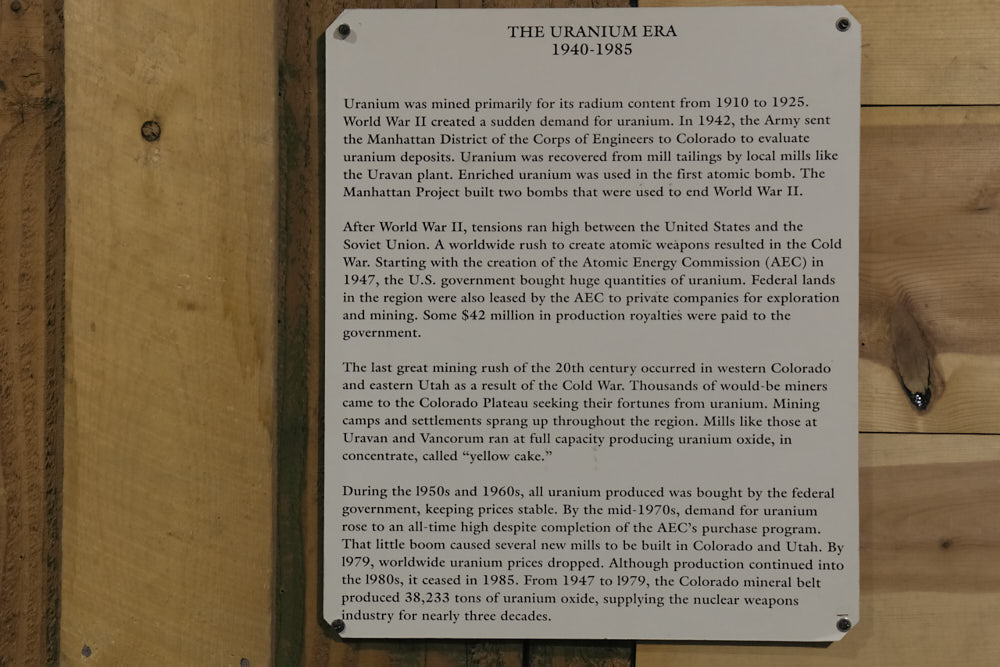 THE URANIUM ERA
1940-1985
Uranium was mined primarily for its radium content from 1910 to 1925.
World War II created a sudden demand for uranium. In 1942, the Army sent
the Manhattan District of the Corps of Engineers to Colorado to evaluate
uranium deposits. Uranium was recovered from mill tailings by local mills like
the Uravan plant. Enriched uranium was used in the first atomic bomb. The
Manhattan Project built two bombs that were used to end World War II.
After World War II, tensions ran high between the United States and the
Soviet Union. A worldwide rush to create atomic weapons resulted in the Cold
War. Starting with the creation of the Atomic Energy Commission (AEC) in
1947, the U.S. government bought huge quantities of uranium. Federal lands
in the region were also leased by the AEC to private companies for exploration
and mining. Some $42 million in production royalties were paid to the
government.
The last great mining rush of the 20th century occurred in western Colorado
and eastern Utah as a result of the Cold War. Thousands of would-be miners
came to the Colorado Plateau seeking their fortunes from uranium. Mining
camps and settlements sprang up throughout the region. Mills like those at
Uravan and Vancorum ran at full capacity producing uranium oxide, in
concentrate, called “yellow cake.”
During the l950s and 1960s, all uranium produced was bought by the federal
government, keeping prices stable. By the mid-1970s, demand for uranium
rose to an all-time high despite completion of the AEC’s purchase program.
That little boom caused several new mills to be built in Colorado and Utah. By
l979, worldwide uranium prices dropped. Although production continued into
the l980s, it ceased in 1985. From 1947 to l979, the Colorado mineral belt
produced 38,233 tons of uranium oxide, supplying the nuclear weapons
industry for nearly three decades.